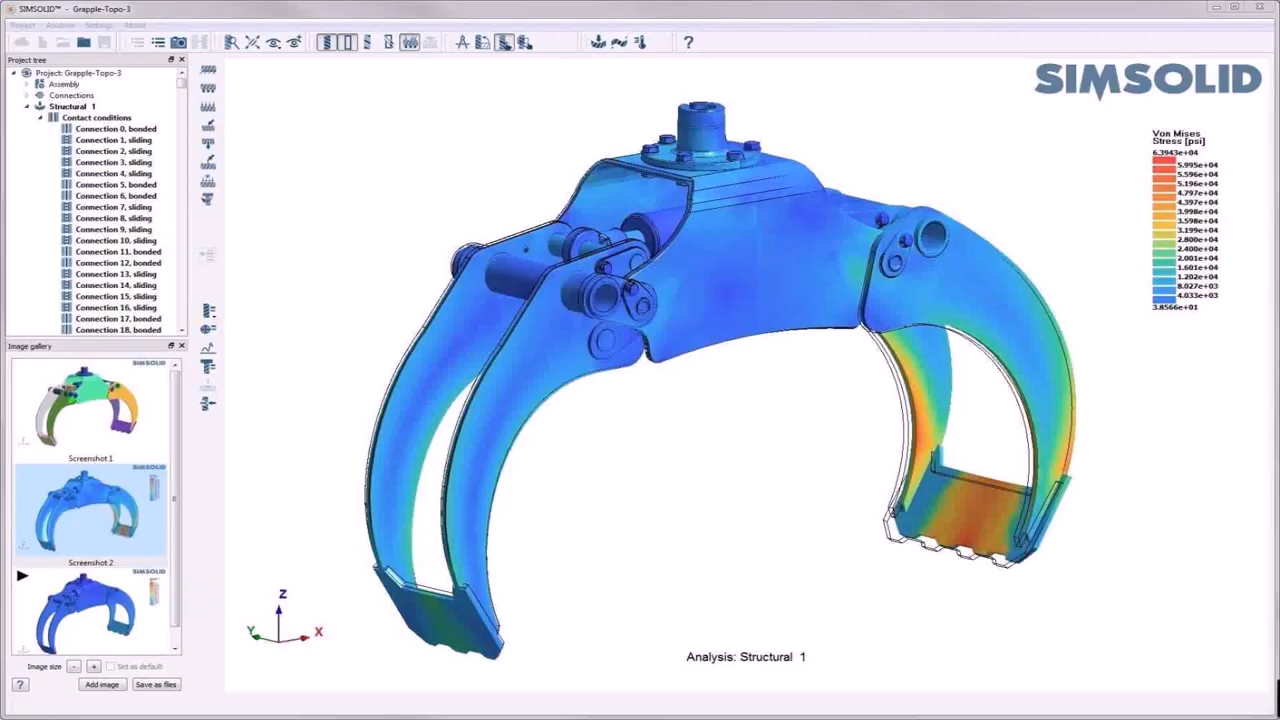 SIMSOLID™ - Grapple-Topo-3
Project Analysis Settings About
Project tree
Project: Grapple-Topo-3
Assembly
Connections
Structural 1
Contact conditions
Connection 0, bonded
Connection 1, sliding
Connection 2, sliding
Connection 3, sliding
Connection 4, sliding
Connection 5, bonded
Connection 6, bonded
Connection 7, sliding
Connection 8, sliding
Connection 9, sliding
Connection 10, sliding
Connection 11, bonded
Connection 12, bonded
Connection 13, sliding
Connection 14, sliding
Connection 15, sliding
Connection 16, sliding
Connection 17, bonded
Connection 18, bonded
Image gallery
SIMSOLID
Screenshot 1
SIMSOLID
Screenshot 2
SIMSOLID
Image size - + Set as default
? Add image Save as files
?
SIMSOLID
Von Mises
Stress [psi]
6.3943e+04
5.995e+04
5.596e+04
5.196e+04
4.797e+04
4.397e+04
3.998e+04
3.598e+04
3.199e+04
2.800e+04
2.400e+04
2.001e+04
1.601e+04
1.202e+04
8.027e+03
4.033e+03
3.8566e+01
Z
Y
X
Analysis: Structural 1